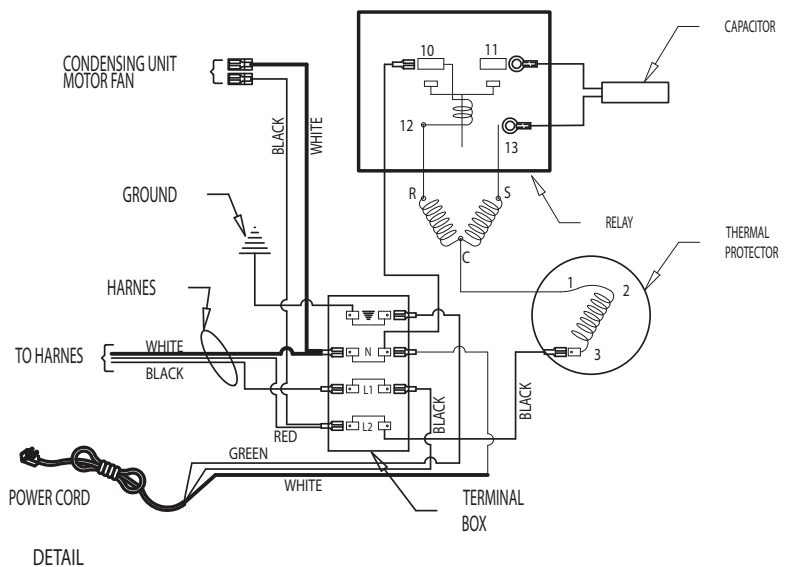 CAPACITOR
CONDENSING UNIT
MOTOR FAN
10
11
BLACK
WHITE
12
13
GROUND
R
S
RELAY
C
THERMAL
PROTECTOR
HARNES
1
2
3
TO HARNES
WHITE
N
BLACK
L1
BLACK
BLACK
RED
L2
GREEN
POWER CORD
WHITE
TERMINAL
BOX
DETAIL